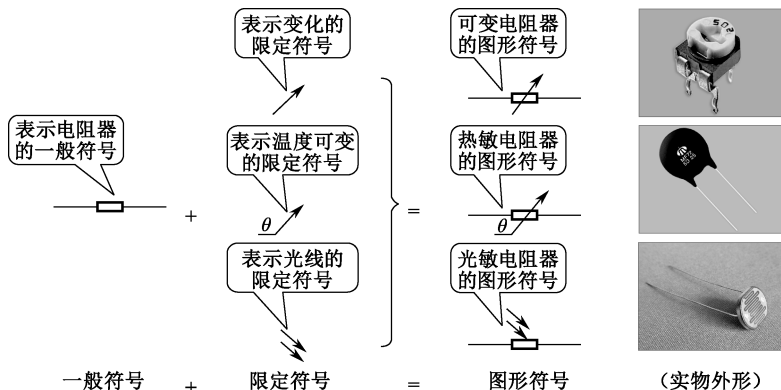 表示变化的
限定符号
可变电阻器
的图形符号
502
表示电阻器
的一般符号
表示温度可变
的限定符号
热敏电阻器
的图形符号
MF72
+
θ
=
θ
表示光线的
限定符号
光敏电阻器
的图形符号
一般符号 + 限定符号 = 图形符号 (实物外形)